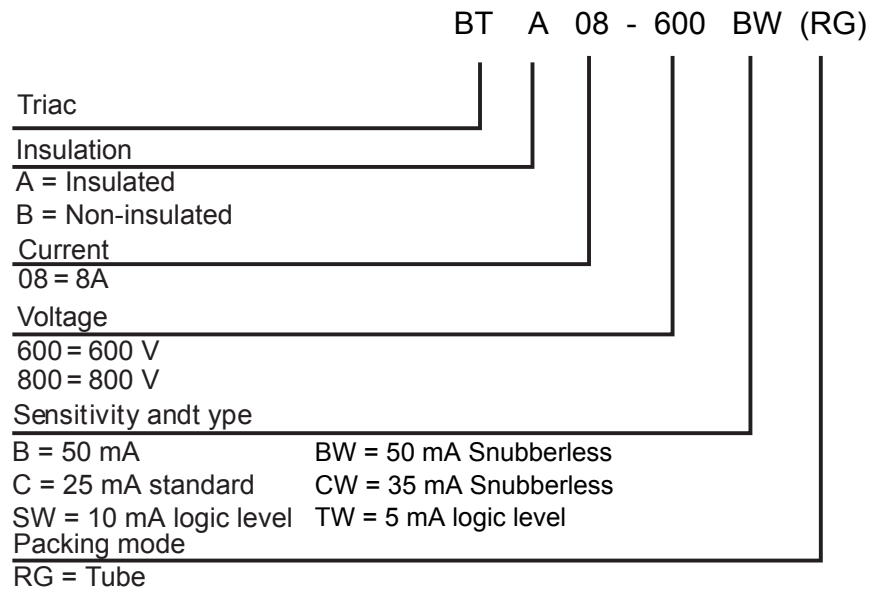 BT A 08 - 600 BW (RG)
Triac
Insulation
A = Insulated
B = Non-insulated
Current
08 = 8A
Voltage
600 = 600 V
800 = 800 V
Sensitivity andt ype
B = 50 mA BW = 50 mA Snubberless
C = 25 mA standard CW = 35 mA Snubberless
SW = 10 mA logic level TW = 5 mA logic level
Packing mode
RG = Tube